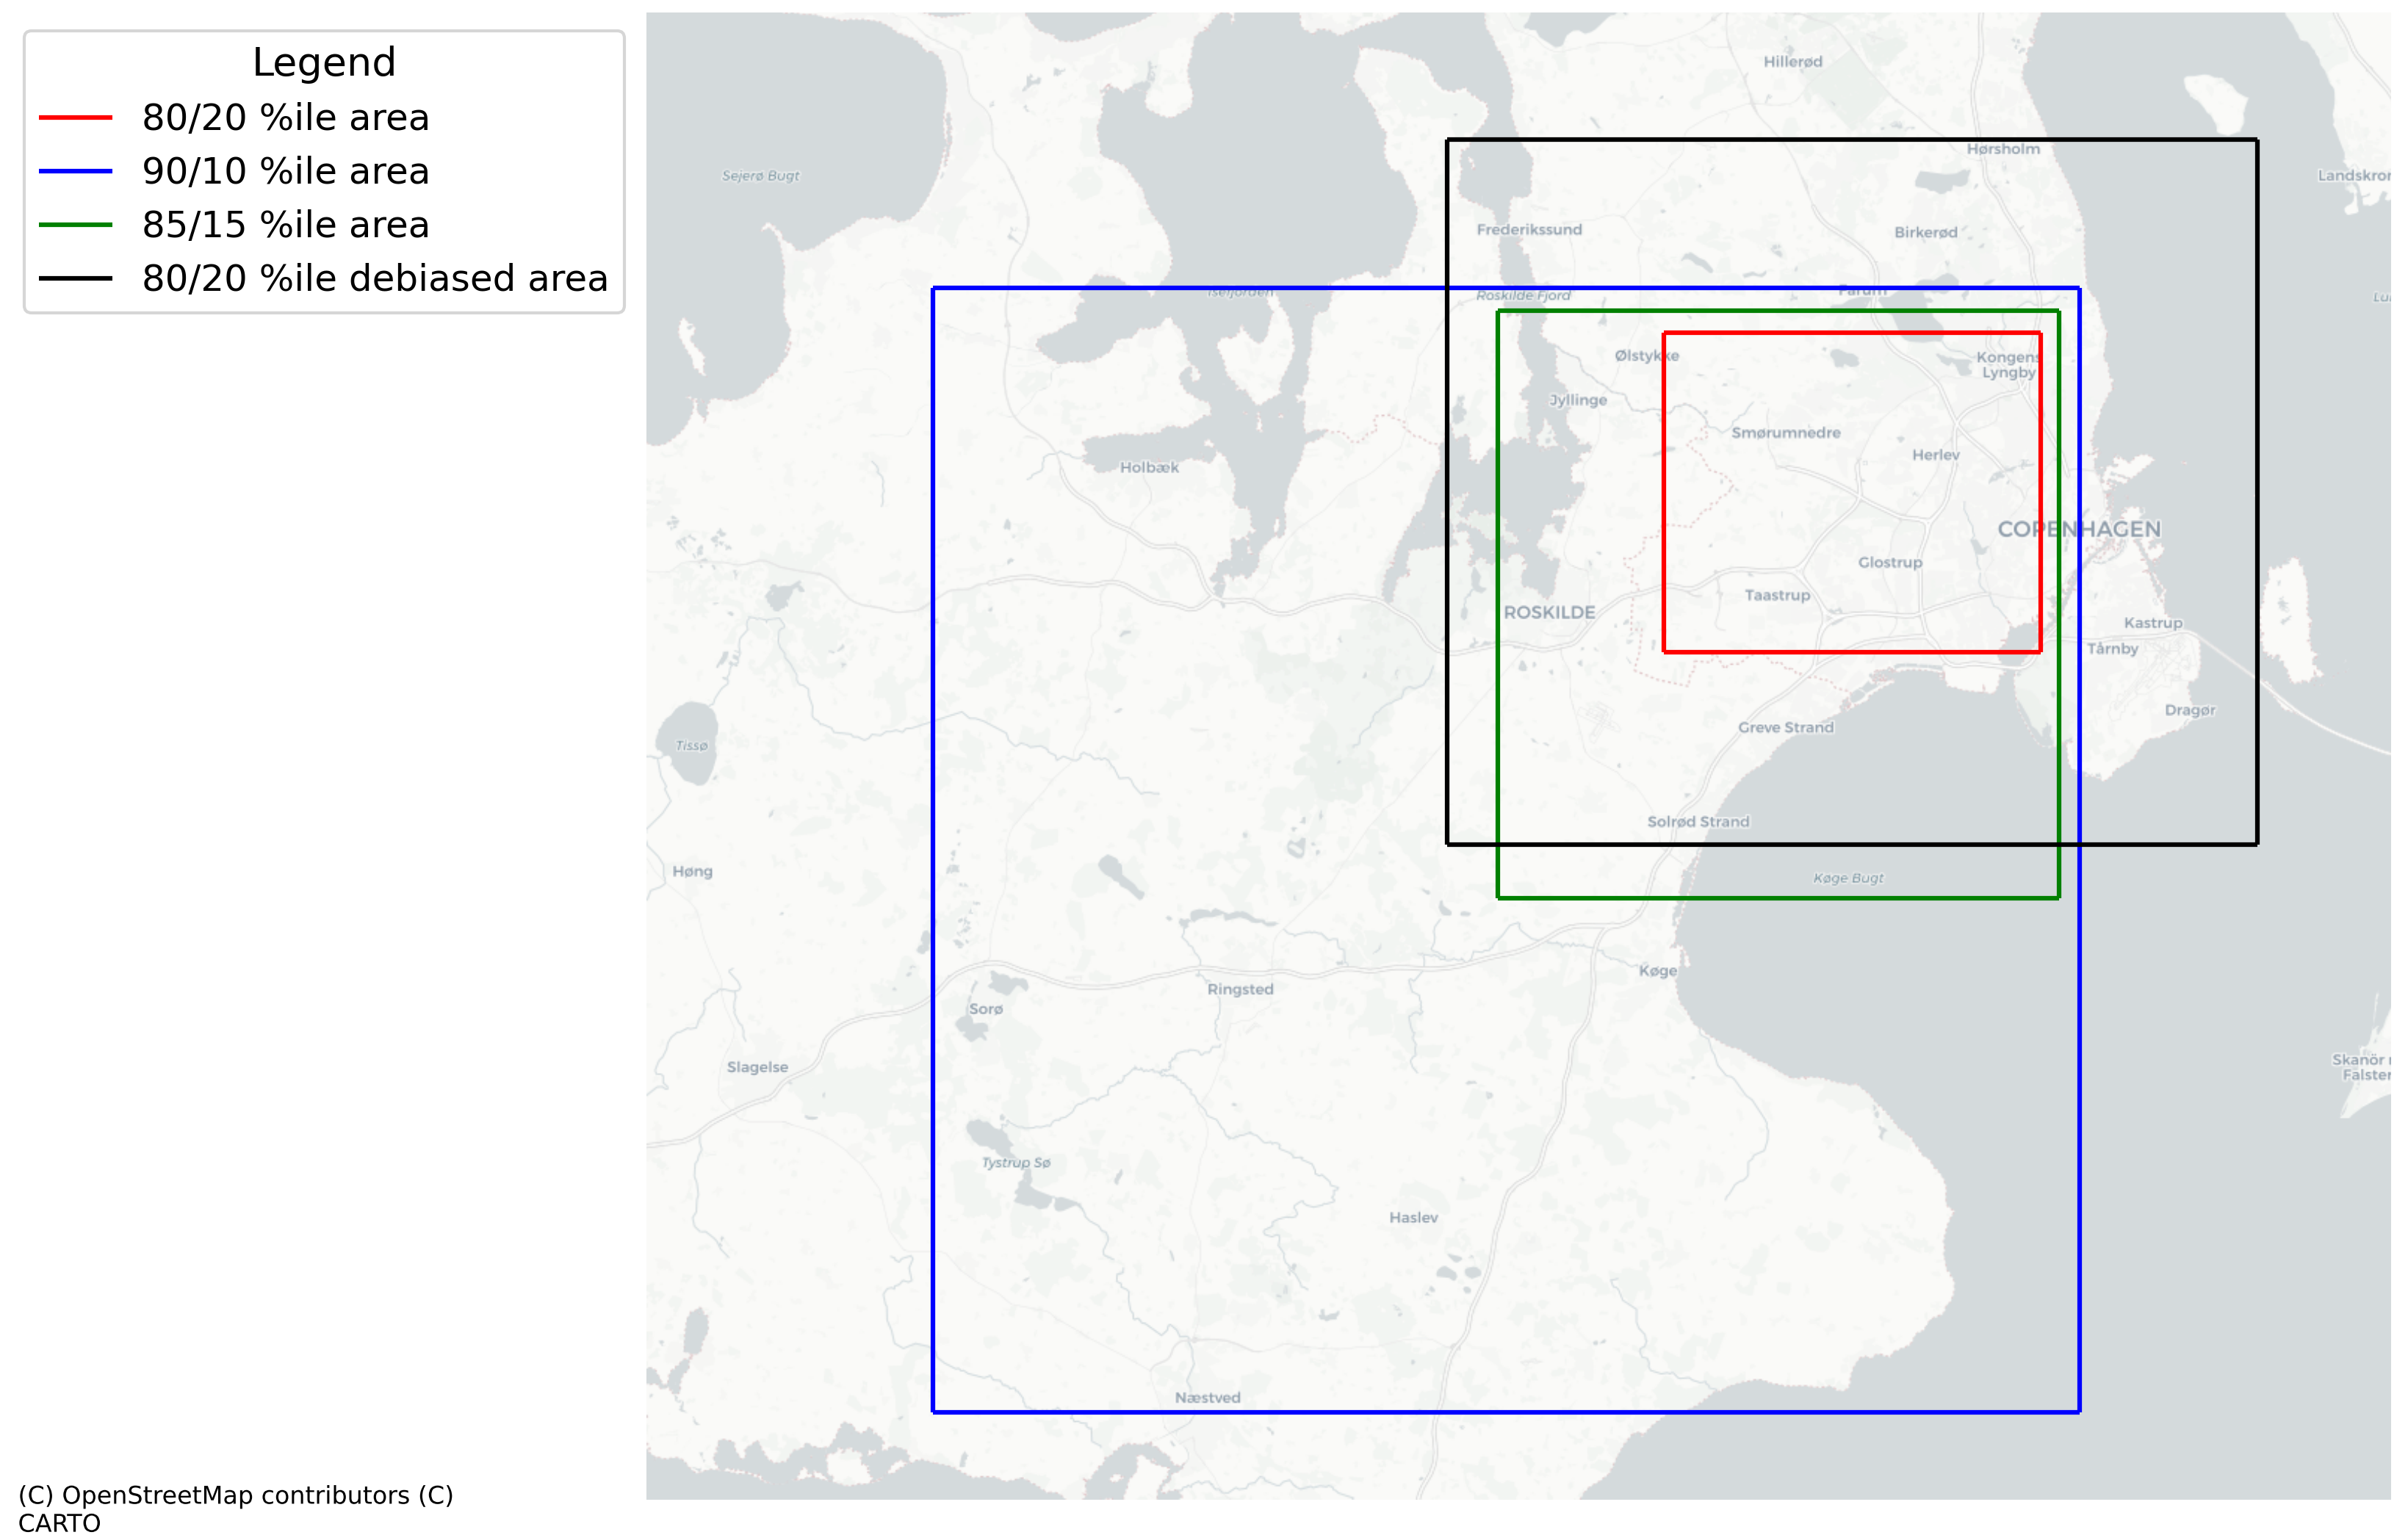 Legend
80/20 %ile area
90/10 %ile area
85/15 %ile area
80/20 %ile debiased area
Hillerød
Hørsholm
Sejerø Bugt
Landskror
Frederikssund
Birkerød
Isefjorden
Roskilde Fjord
Farum
Ølstykke
Kongens
Lyngby
Jyllinge
Smørumnedre
Herlev
Holbæk
COPENHAGEN
Glostrup
Taastrup
ROSKILDE
Kastrup
Tårnby
Dragør
Greve Strand
Tissø
Solrød Strand
Høng
Køge Bugt
Køge
Ringsted
Sorø
Skanör
Falster
Slagelse
Tystrup Sø
Haslev
Næstved
(C) OpenStreetMap contributors (C)
CARTO